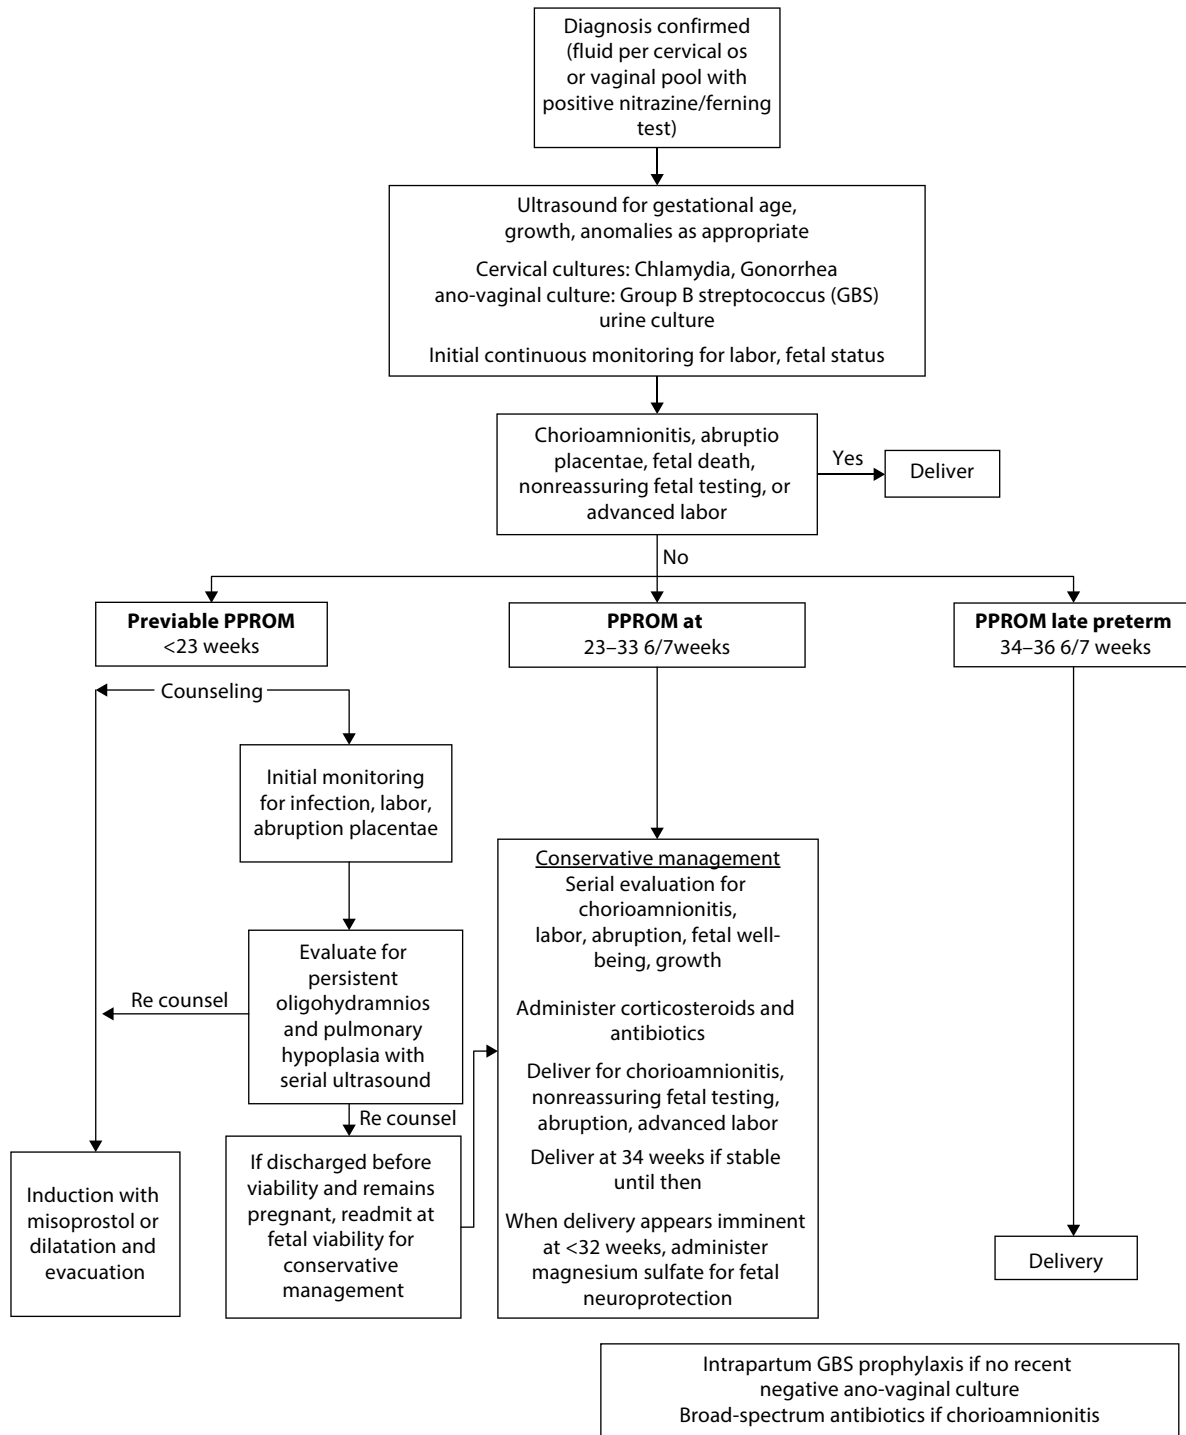 Diagnosis confirmed
(fluid per cervical os
or vaginal pool with
positive nitrazine/ferning
test)
Ultrasound for gestational age,
growth, anomalies as appropriate
Cervical cultures: Chlamydia, Gonorrhea
ano-vaginal culture: Group B streptococcus (GBS)
urine culture
Initial continuous monitoring for labor, fetal status
Chorioamnionitis, abruptio
placentae, fetal death,
nonreassuring fetal testing, or
advanced labor
Yes
Deliver
No
Previable PPROM
<23 weeks
PPROM at
23–33 6/7weeks
PPROM late preterm
34–36 6/7 weeks
Counseling
Initial monitoring
for infection, labor,
abruption placentae
Evaluate for
persistent
oligohydramnios
and pulmonary
hypoplasia with
serial ultrasound
Re counsel
Re counsel
If discharged before
viability and remains
pregnant, readmit at
fetal viability for
conservative
management
Induction with
misoprostol or
dilatation and
evacuation
Conservative management
Serial evaluation for
chorioamnionitis,
labor, abruption, fetal well-
being, growth
Administer corticosteroids and
antibiotics
Deliver for chorioamnionitis,
nonreassuring fetal testing,
abruption, advanced labor
Deliver at 34 weeks if stable
until then
When delivery appears imminent
at <32 weeks, administer
magnesium sulfate for fetal
neuroprotection
Delivery
Intrapartum GBS prophylaxis if no recent
negative ano-vaginal culture
Broad-spectrum antibiotics if chorioamnionitis